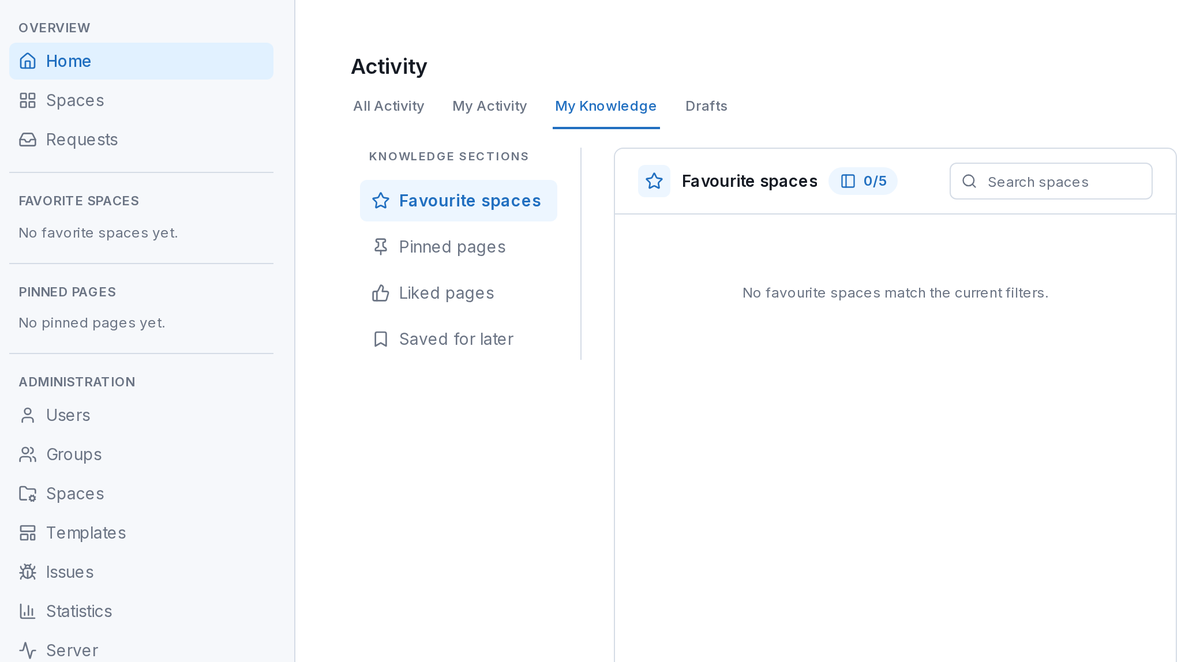 OVERVIEW
Home
Spaces
Requests
FAVORITE SPACES
No favorite spaces yet.
PINNED PAGES
No pinned pages yet.
ADMINISTRATION
Users
Groups
Spaces
Templates
Issues
Statistics
Server
Activity
All Activity
My Activity
My Knowledge
Drafts
KNOWLEDGE SECTIONS
Favourite spaces
Pinned pages
Liked pages
Saved for later
Favourite spaces
0/5
Search spaces
No favourite spaces match the current filters.